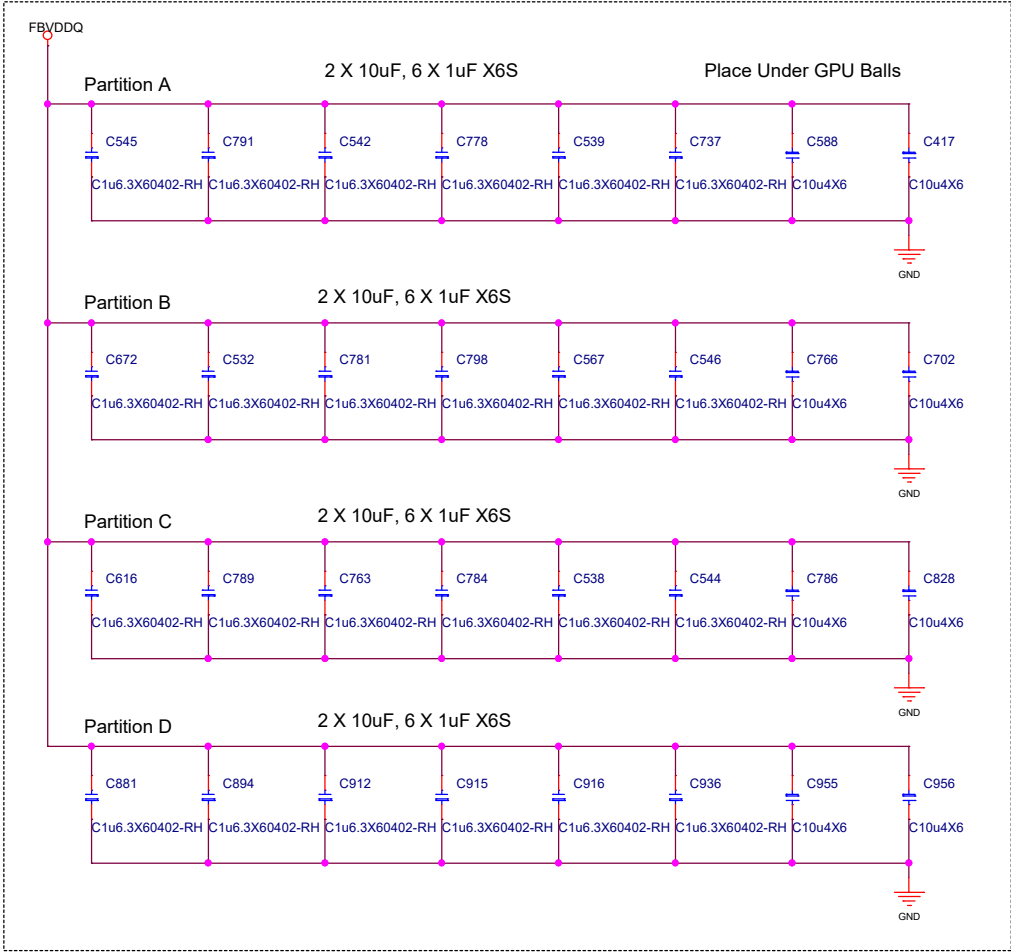 FBVDDQ
Partition A
2 X 10uF, 6 X 1uF X6S
Place Under GPU Balls
C545 C791 C542 C778 C539 C737 C588 C417
C1u6.3X60402-RH C1u6.3X60402-RH C1u6.3X60402-RH C1u6.3X60402-RH C1u6.3X60402-RH C1u6.3X60402-RH C10u4X6 C10u4X6
GND
Partition B
2 X 10uF, 6 X 1uF X6S
C672 C532 C781 C798 C567 C546 C766 C702
C1u6.3X60402-RH C1u6.3X60402-RH C1u6.3X60402-RH C1u6.3X60402-RH C1u6.3X60402-RH C1u6.3X60402-RH C10u4X6 C10u4X6
GND
Partition C
2 X 10uF, 6 X 1uF X6S
C616 C789 C763 C784 C538 C544 C786 C828
C1u6.3X60402-RH C1u6.3X60402-RH C1u6.3X60402-RH C1u6.3X60402-RH C1u6.3X60402-RH C1u6.3X60402-RH C10u4X6 C10u4X6
GND
Partition D
2 X 10uF, 6 X 1uF X6S
C881 C894 C912 C915 C916 C936 C955 C956
C1u6.3X60402-RH C1u6.3X60402-RH C1u6.3X60402-RH C1u6.3X60402-RH C1u6.3X60402-RH C1u6.3X60402-RH C10u4X6 C10u4X6
GND